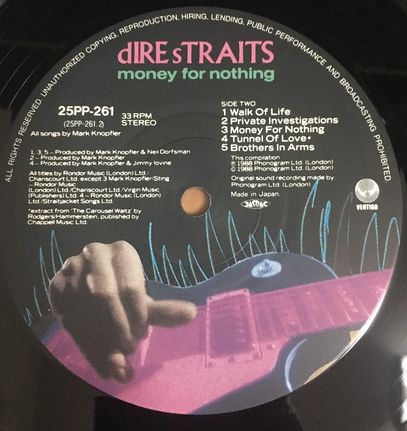 ALL RIGHTS RESERVED UNAUTHORIZED COPYING, REPRODUCTION, HIRING, LENDING, PUBLIC PERFORMANCE AND BROADCASTING PROHIBITED
dIRE sTRAITS
money for nothing
25PP-261
(25PP-261.2)
33 RPM
STEREO
All songs by Mark Knopfler
1, 3, 5 – Produced by Mark Knopfler & Neil Dorfsman
2 – Produced by Mark Knopfler
4 – Produced by Mark Knopfler & Jimmy Iovine
All titles by Rondor Music (London) Ltd./
Chariscourt Ltd. except 3 Mark Knopfler/Sting
– Rondor Music
(London) Ltd./Chariscourt Ltd./Virgin Music
(Publishers) Ltd. 4 – Rondor Music (London)
Ltd./Straitjacket Songs Ltd.
*extract from 'The Carousel Waltz' by
Rodgers/Hammerstein, published by
Chappell Music Ltd.
SIDE TWO
1 Walk Of Life
2 Private Investigations
3 Money For Nothing
4 Tunnel Of Love*
5 Brothers In Arms
This compilation
℗ 1988 Phonogram Ltd. (London)
© 1988 Phonogram Ltd. (London)
Original sound recording made by
Phonogram Ltd. (London)
Made in Japan
VERTIGO